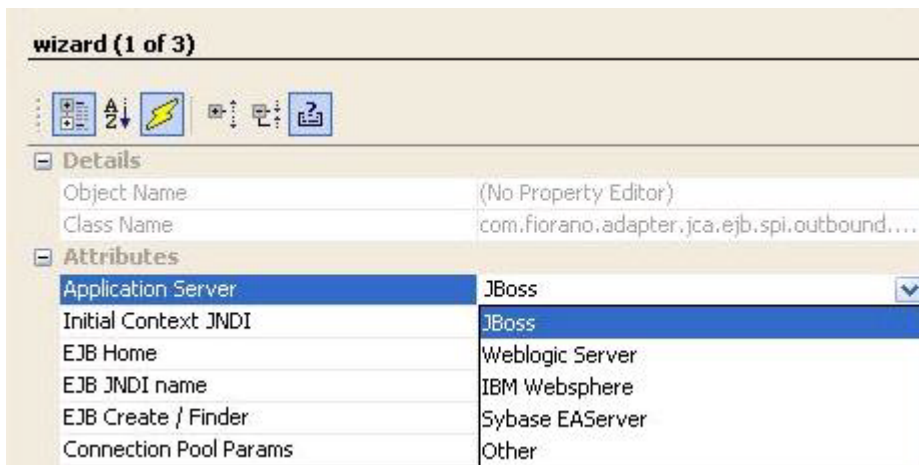 wizard (1 of 3)
Details
Object Name (No Property Editor)
Class Name com.fiorano.adapter.jca.ejb.spi.outbound....
Attributes
Application Server JBoss
Initial Context JNDI JBoss
EJB Home Weblogic Server
EJB JNDI name IBM Websphere
EJB Create / Finder Sybase EAServer
Connection Pool Params Other